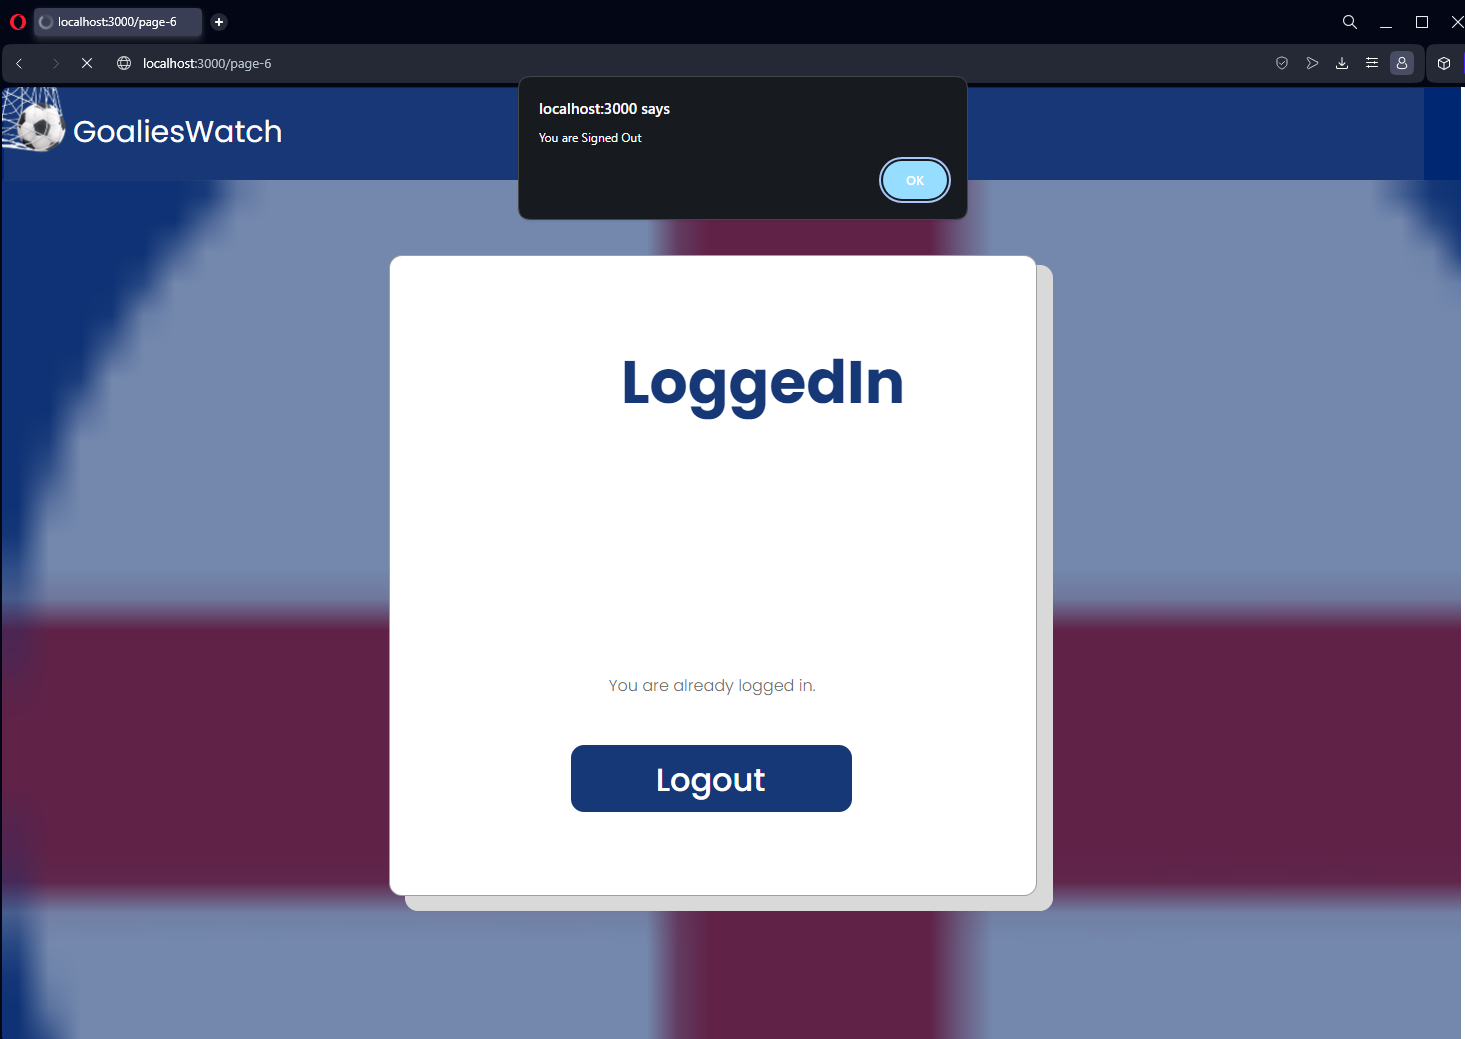 localhost:3000/page-6
localhost:3000/page-6
GoaliesWatch
localhost:3000 says
You are Signed Out
OK
LoggedIn
You are already logged in.
Logout